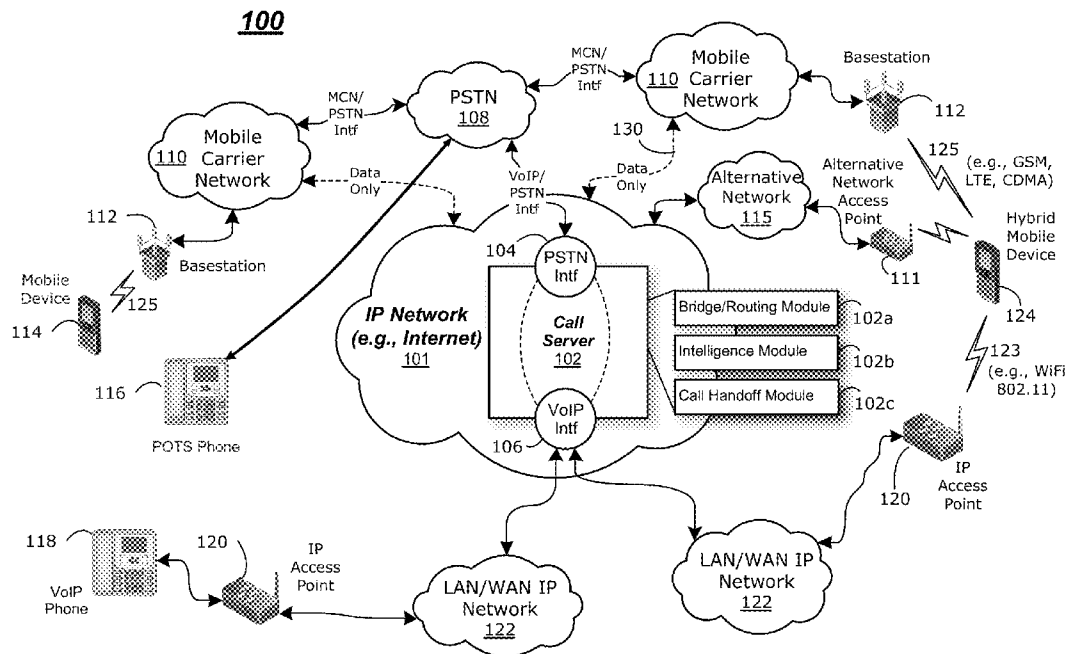 100
MCN/
PSTN
Intf
Mobile
110 Carrier
Network
Basestation
112
PSTN
108
MCN/
PSTN
Intf
110
Mobile
Carrier
Network
130
125
(e.g., GSM,
LTE, CDMA)
Data
Only
VoIP/
PSTN
Intf
Data
Only
Alternative
Network
115
Alternative
Network
Access
Point
111
Hybrid
Mobile
Device
124
112
Basestation
Mobile
Device
114
125
104
PSTN
Intf
IP Network
(e.g., Internet)
101
Call
Server
102
Bridge/Routing Module
102a
Intelligence Module
102b
Call Handoff Module
102c
123
(e.g., WiFi
802.11)
116
POTS Phone
VoIP
Intf
106
120
IP
Access
Point
118
VoIP
Phone
120
IP
Access
Point
LAN/WAN IP
Network
122
LAN/WAN IP
Network
122